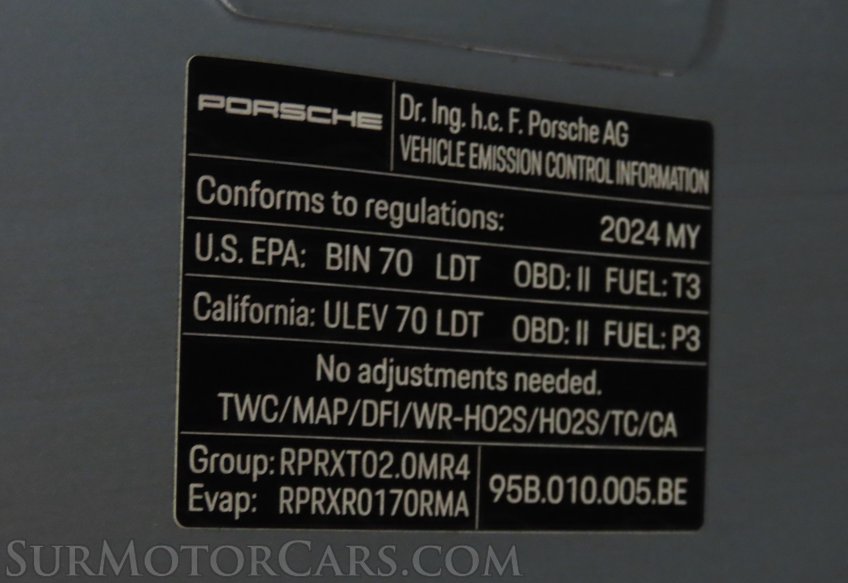 PORSCHE
Dr. Ing. h.c. F. Porsche AG
VEHICLE EMISSION CONTROL INFORMATION
Conforms to regulations: 2024 MY
U.S. EPA: BIN 70 LDT OBD: II FUEL: T3
California: ULEV 70 LDT OBD: II FUEL: P3
No adjustments needed.
TWC/MAP/DFI/WR-HO2S/HO2S/TC/CA
Group: RPRXT02.0MR4
Evap: RPRXR0170RMA
95B.010.005.BE
SURMOTORCARS.COM